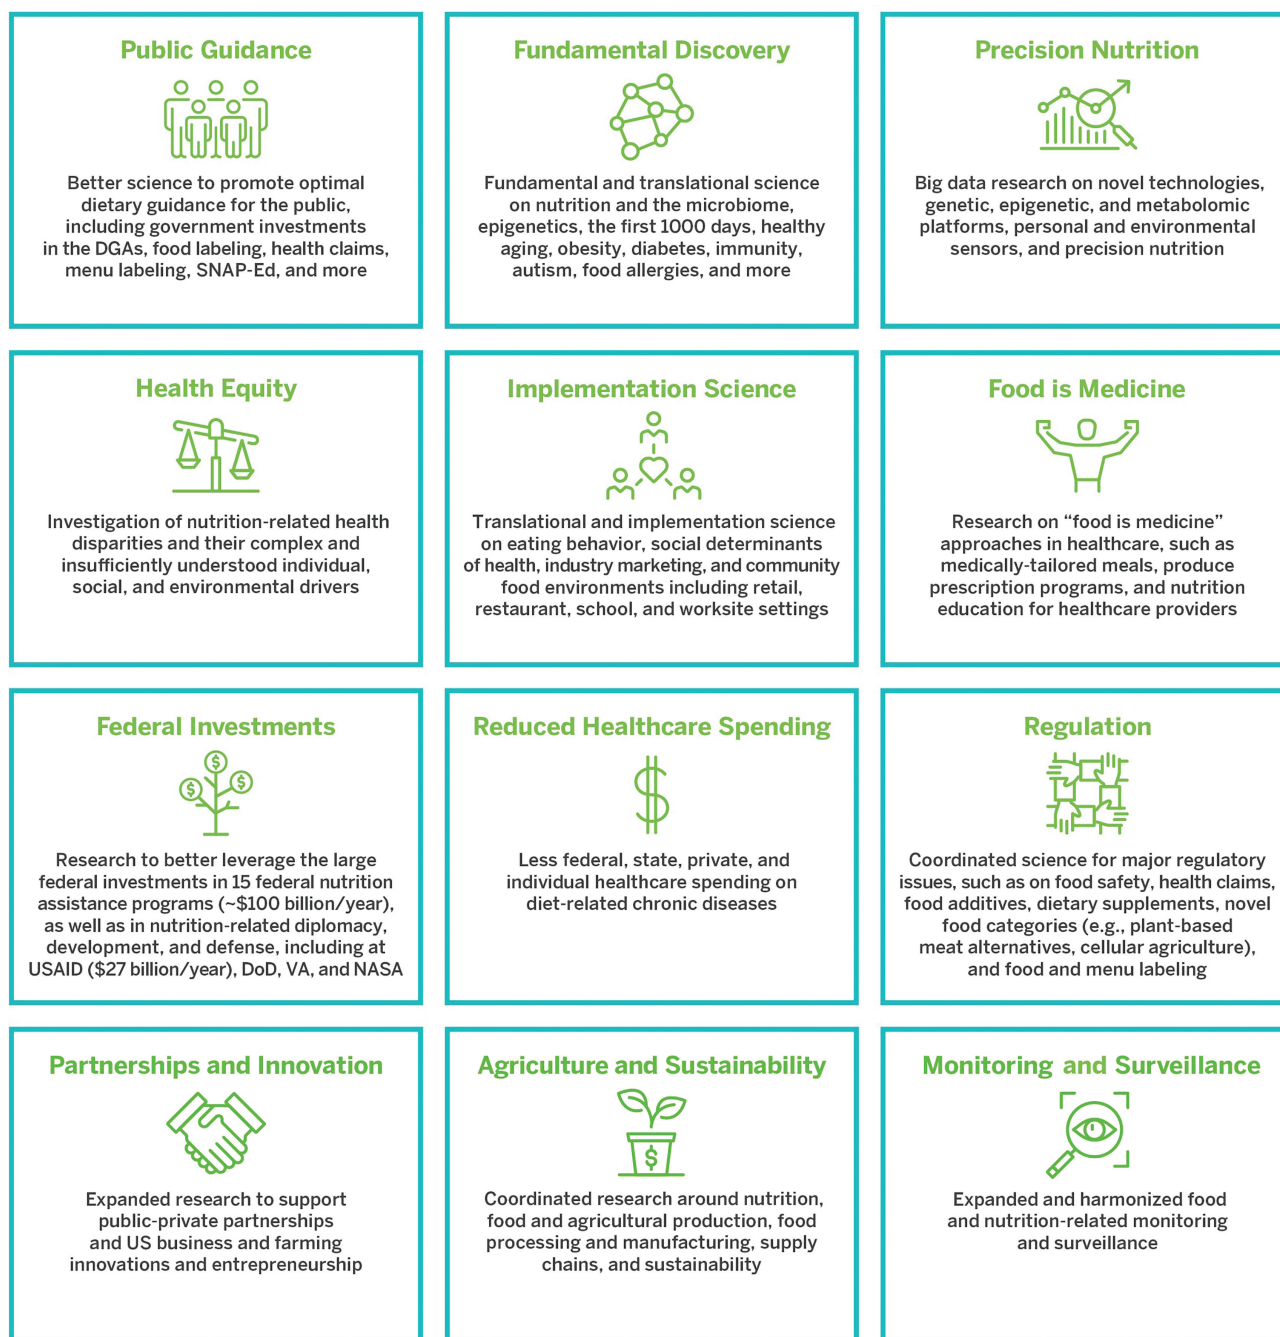 Public Guidance
Better science to promote optimal
dietary guidance for the public,
including government investments
in the DGAs, food labeling, health claims,
menu labeling, SNAP-Ed, and more
Fundamental Discovery
Fundamental and translational science
on nutrition and the microbiome,
epigenetics, the first 1000 days, healthy
aging, obesity, diabetes, immunity,
autism, food allergies, and more
Precision Nutrition
Big data research on novel technologies,
genetic, epigenetic, and metabolomic
platforms, personal and environmental
sensors, and precision nutrition
Health Equity
Investigation of nutrition-related health
disparities and their complex and
insufficiently understood individual,
social, and environmental drivers
Implementation Science
Translational and implementation science
on eating behavior, social determinants
of health, industry marketing, and community
food environments including retail,
restaurant, school, and worksite settings
Food is Medicine
Research on “food is medicine”
approaches in healthcare, such as
medically-tailored meals, produce
prescription programs, and nutrition
education for healthcare providers
Federal Investments
$
$
$
Research to better leverage the large
federal investments in 15 federal nutrition
assistance programs (~$100 billion/year),
as well as in nutrition-related diplomacy,
development, and defense, including at
USAID ($27 billion/year), DoD, VA, and NASA
Reduced Healthcare Spending
$
Less federal, state, private, and
individual healthcare spending on
diet-related chronic diseases
Regulation
Coordinated science for major regulatory
issues, such as on food safety, health claims,
food additives, dietary supplements, novel
food categories (e.g., plant-based
meat alternatives, cellular agriculture),
and food and menu labeling
Partnerships and Innovation
Expanded research to support
public-private partnerships
and US business and farming
innovations and entrepreneurship
Agriculture and Sustainability
$
Coordinated research around nutrition,
food and agricultural production, food
processing and manufacturing, supply
chains, and sustainability
Monitoring and Surveillance
Expanded and harmonized food
and nutrition-related monitoring
and surveillance